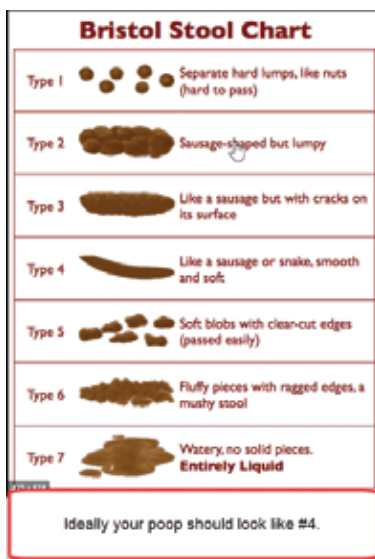 Bristol Stool Chart
Type 1
Separate hard lumps, like nuts
(hard to pass)
Type 2
Sausage-shaped but lumpy
Type 3
Like a sausage but with cracks on
its surface
Type 4
Like a sausage or snake, smooth
and soft
Type 5
Soft blobs with clear-cut edges
(passed easily)
Type 6
Fluffy pieces with ragged edges, a
mushy stool
Type 7
Watery, no solid pieces.
Entirely Liquid
Ideally your poop should look like #4.